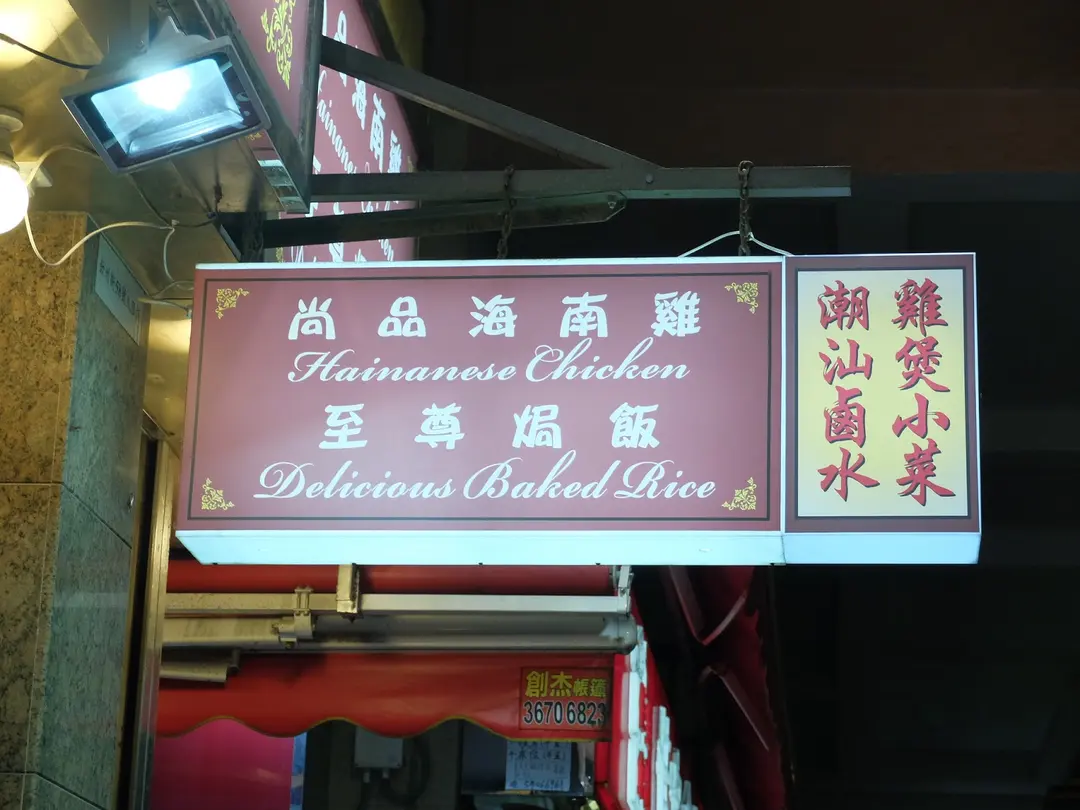 尚品海南雞
Hainanese Chicken
至尊焗飯
Delicious Baked Rice
雞煲小菜
潮汕鹵水
創杰帳篷
3670 6823